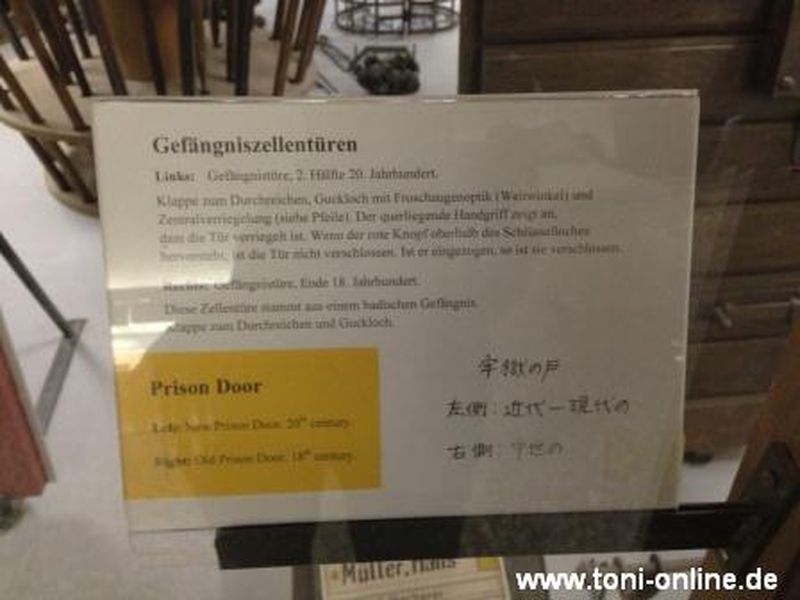 Gefängniszellentüren
Links: Gefängnistüre, 2. Hälfte 20. Jahrhundert.
Klappe zum Durchreichen, Guckloch mit Froschaugenoptik (Weitwinkel) und
Zentralverriegelung (siehe Pfeile). Der querliegende Handgriff zeigt an,
dass die Tür verriegelt ist. Wenn der rote Knopf oberhalb des Schlüsselloches
hervorsteht, ist die Tür nicht verschlossen. Ist er eingezogen, so ist sie verschlossen.
Rechts: Gefängnistüre, Ende 18. Jahrhundert.
Diese Zellentüre stammt aus einem badischen Gefängnis.
Klappe zum Durchreichen und Guckloch.
Prison Door
Left: New Prison Door, 20th century.
Right: Old Prison Door, 18th century.
牢獄の戸
左側：近代ー現代の
右側：
Müller, Hans
www.toni-online.de